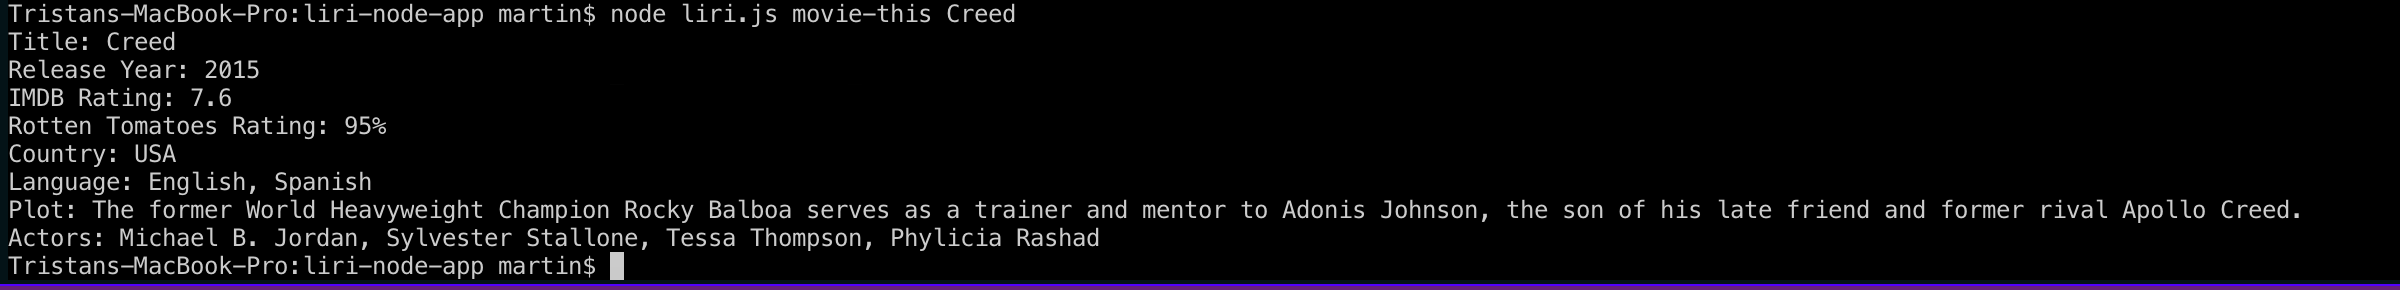 Tristans-MacBook-Pro:liri-node-app martin$ node liri.js movie-this Creed
Title: Creed
Release Year: 2015
IMDB Rating: 7.6
Rotten Tomatoes Rating: 95%
Country: USA
Language: English, Spanish
Plot: The former World Heavyweight Champion Rocky Balboa serves as a trainer and mentor to Adonis Johnson, the son of his late friend and former rival Apollo Creed.
Actors: Michael B. Jordan, Sylvester Stallone, Tessa Thompson, Phylicia Rashad
Tristans-MacBook-Pro:liri-node-app martin$